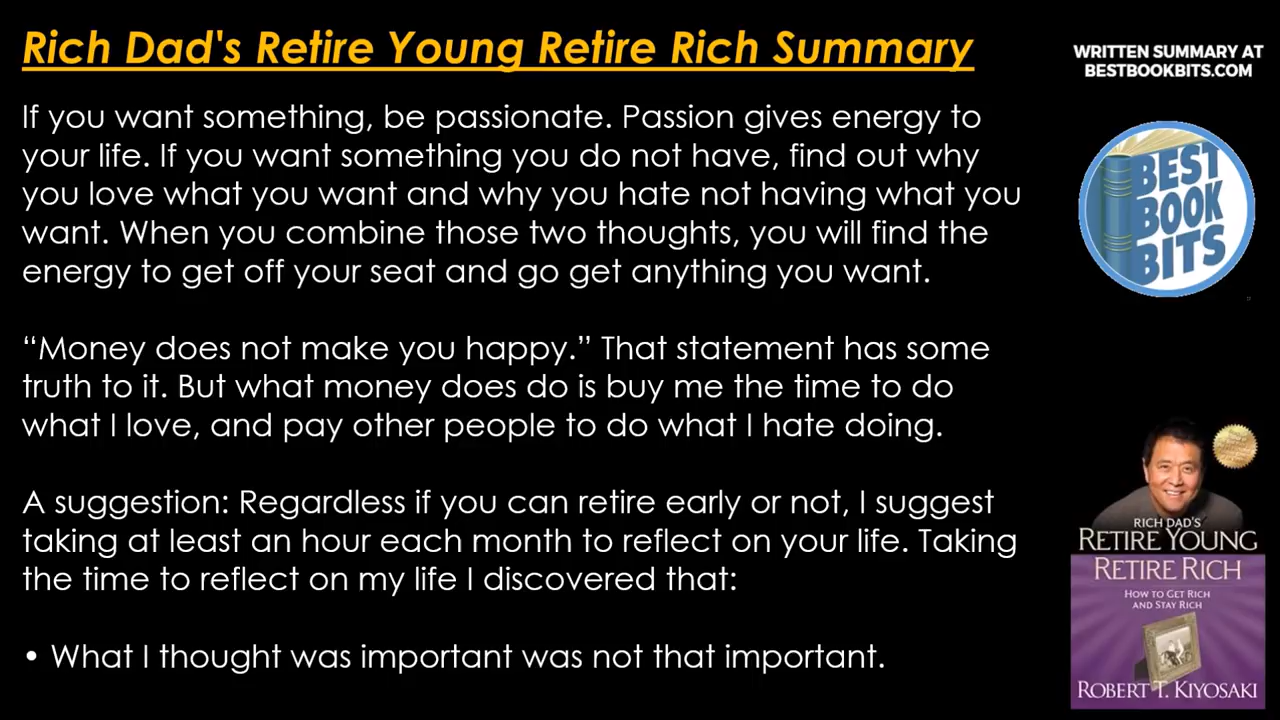 Rich Dad's Retire Young Retire Rich Summary
If you want something, be passionate. Passion gives energy to
your life. If you want something you do not have, find out why
you love what you want and why you hate not having what you
want. When you combine those two thoughts, you will find the
energy to get off your seat and go get anything you want.
“Money does not make you happy.” That statement has some
truth to it. But what money does do is buy me the time to do
what I love, and pay other people to do what I hate doing.
A suggestion: Regardless if you can retire early or not, I suggest
taking at least an hour each month to reflect on your life. Taking
the time to reflect on my life I discovered that:
• What I thought was important was not that important.
WRITTEN SUMMARY AT
BESTBOOKBITS.COM
BEST
BOOK
BITS
RICH DAD'S
RETIRE YOUNG
RETIRE RICH
HOW TO GET RICH
AND STAY RICH
ROBERT T. KIYOSAKI